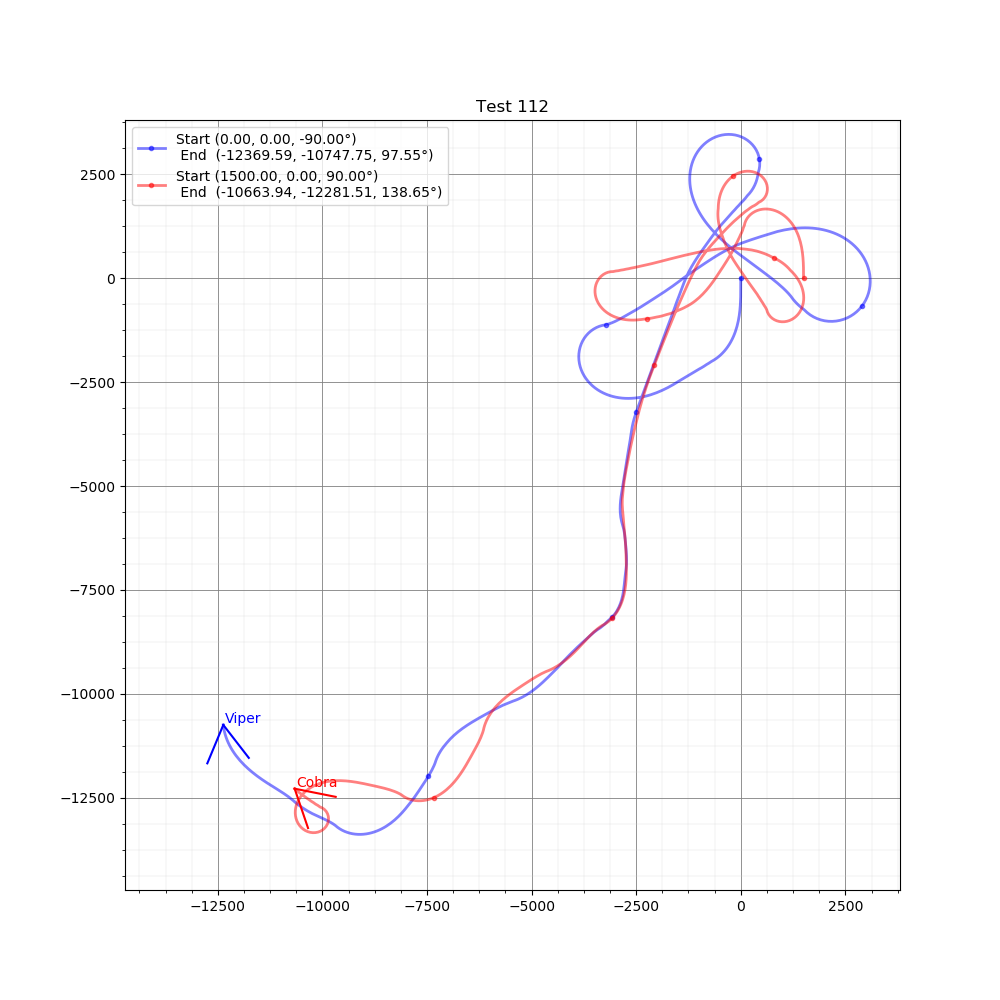 Test 112
Start (0.00, 0.00, -90.00°)
End (-12369.59, -10747.75, 97.55°)
Start (1500.00, 0.00, 90.00°)
End (-10663.94, -12281.51, 138.65°)
2500
0
−2500
−5000
−7500
−10000
−12500
Viper
Cobra
−12500
−10000
−7500
−5000
−2500
0
2500